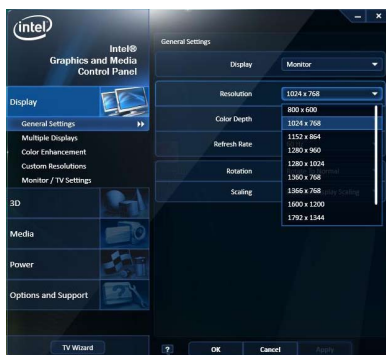 intel
Intel®
Graphics and Media
Control Panel
Display
General Settings
Multiple Displays
Color Enhancement
Custom Resolutions
Monitor / TV Settings
3D
Media
Power
Options and Support
TV Wizard
General Settings
Display Monitor
Resolution 1024 x 768
800 x 600
1024 x 768
1152 x 864
1280 x 960
1280 x 1024
1360 x 768
1366 x 768
1600 x 1200
1792 x 1344
Color Depth
Refresh Rate
Rotation Normal
Scaling Display Scaling
? OK Cancel Apply